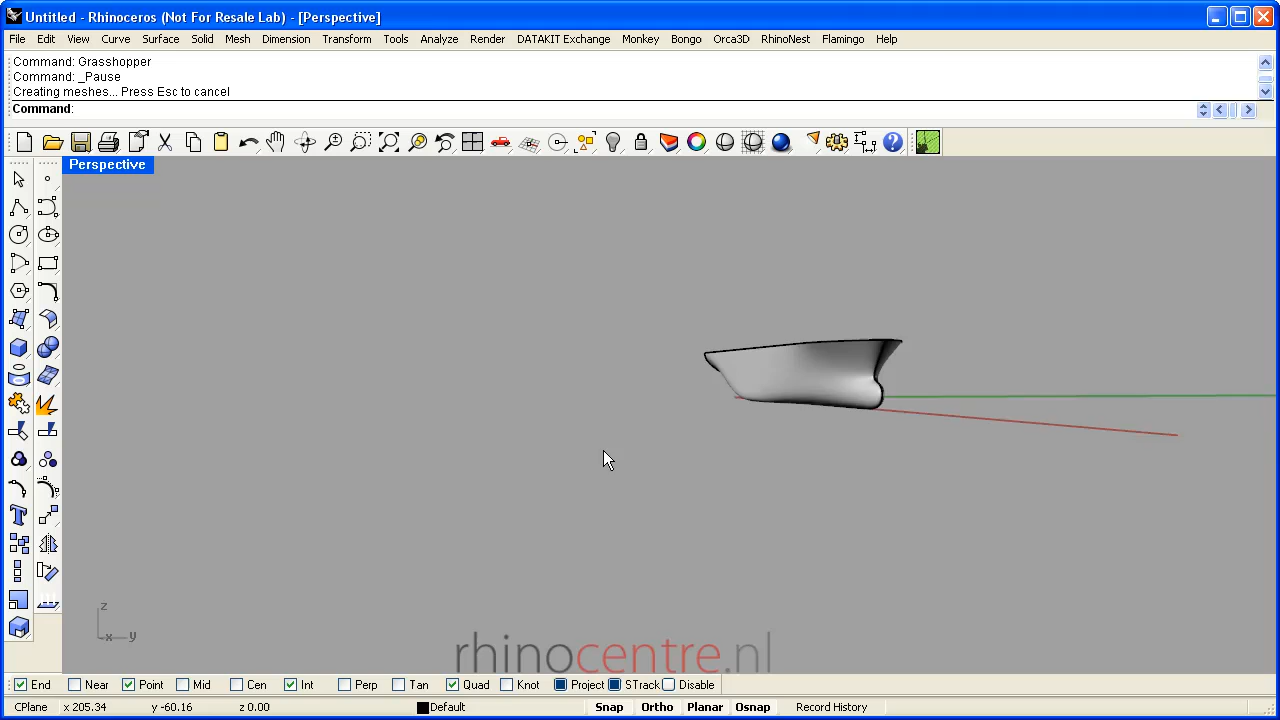 Untitled - Rhinoceros (Not For Resale Lab) - [Perspective]
File Edit View Curve Surface Solid Mesh Dimension Transform Tools Analyze Render DATAKIT Exchange Monkey Bongo Orca3D RhinoNest Flamingo Help
Command: Grasshopper
Command: _Pause
Creating meshes... Press Esc to cancel
Command:
Perspective
z
x y
rhinocentre.nl
End Near Point Mid Cen Int Perp Tan Quad Knot Project STrack Disable
CPlane x 205.34 y -60.16 z 0.00 Default Snap Ortho Planar Osnap Record History